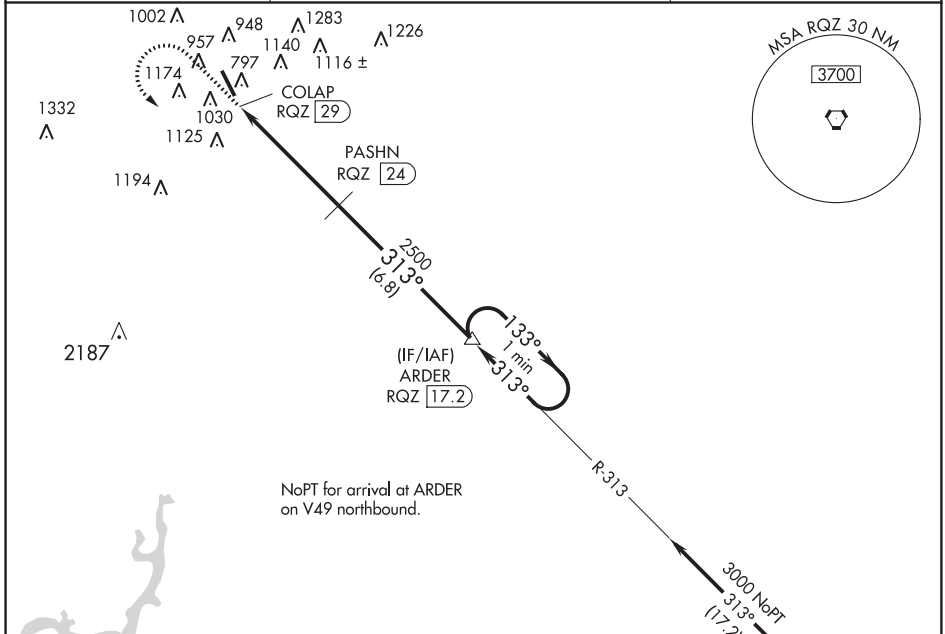 1002
948
1283
1226
957
1140
1116 ±
1174
797
1030
1125
1332
1194
COLAP
RQZ 29
PASHN
RQZ 24
MSA RQZ 30 NM
3700
2500
313°
(6.8)
2187
(IF/IAF)
ARDER
RQZ 17.2
133°
1 min
313°
R-313
NoPT for arrival at ARDER
on V49 northbound.
3000 NoPT
313°
(17.2)